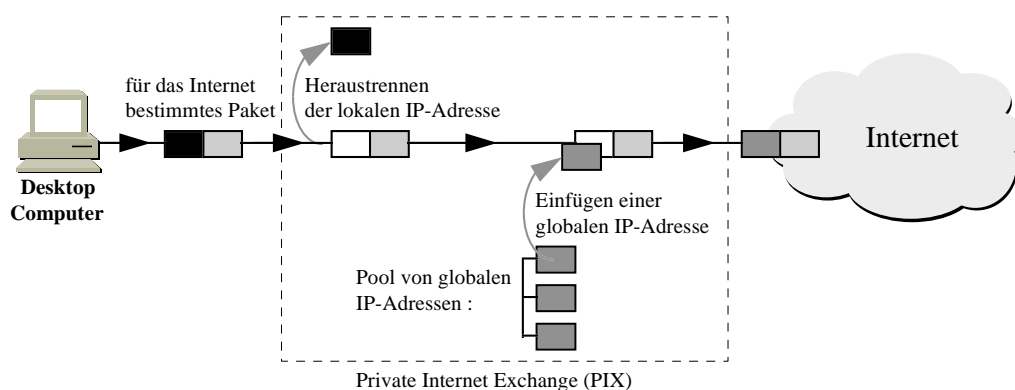 für das Internet
bestimmtes Paket
Heraustrennen
der lokalen IP-Adresse
Internet
Desktop
Computer
Einfügen einer
globalen IP-Adresse
Pool von globalen
IP-Adressen :
Private Internet Exchange (PIX)